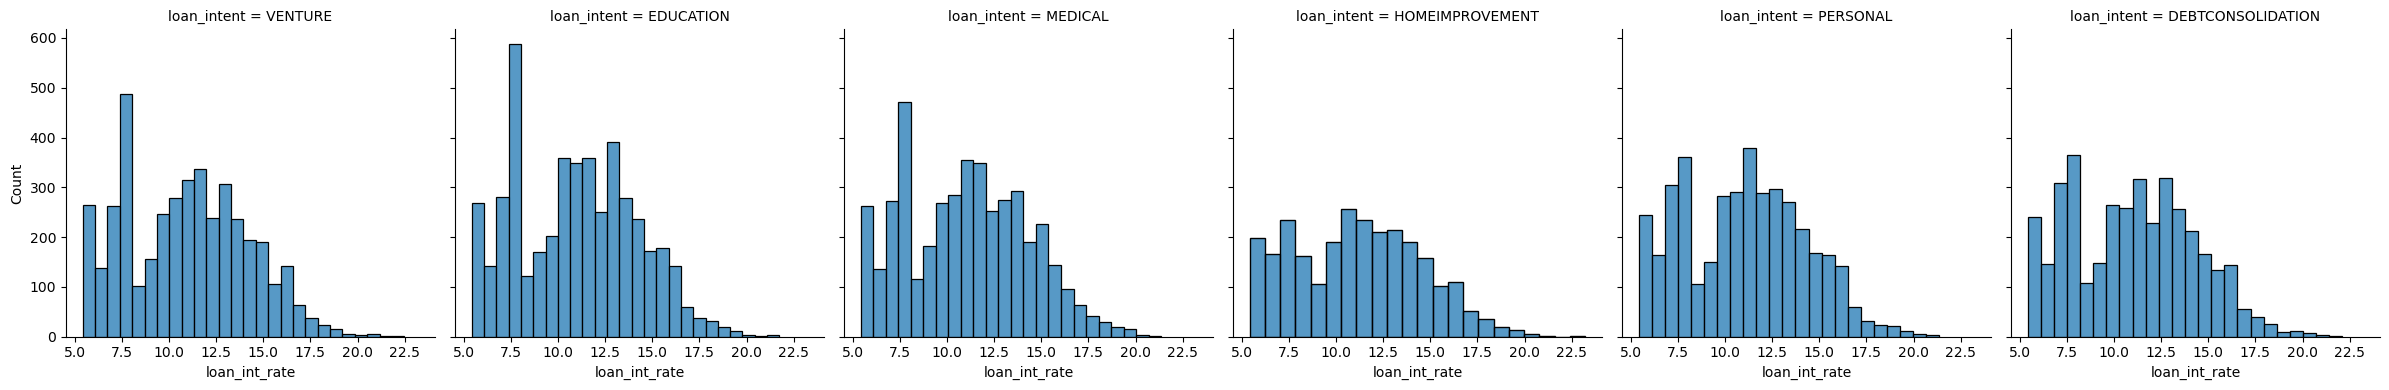 loan_intent = VENTURE
loan_intent = EDUCATION
loan_intent = MEDICAL
loan_intent = HOMEIMPROVEMENT
loan_intent = PERSONAL
loan_intent = DEBTCONSOLIDATION
Count
600
500
400
300
200
100
0
5.0 7.5 10.0 12.5 15.0 17.5 20.0 22.5
5.0 7.5 10.0 12.5 15.0 17.5 20.0 22.5
5.0 7.5 10.0 12.5 15.0 17.5 20.0 22.5
5.0 7.5 10.0 12.5 15.0 17.5 20.0 22.5
5.0 7.5 10.0 12.5 15.0 17.5 20.0 22.5
5.0 7.5 10.0 12.5 15.0 17.5 20.0 22.5
loan_int_rate
loan_int_rate
loan_int_rate
loan_int_rate
loan_int_rate
loan_int_rate